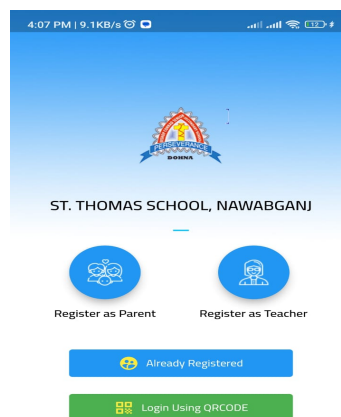 4:07 PM | 9.1KB/s
12
PERSEVERANCE
DOHNA
ST. THOMAS SCHOOL, NAWABGANJ
Register as Parent
Register as Teacher
Already Registered
Login Using QRCODE